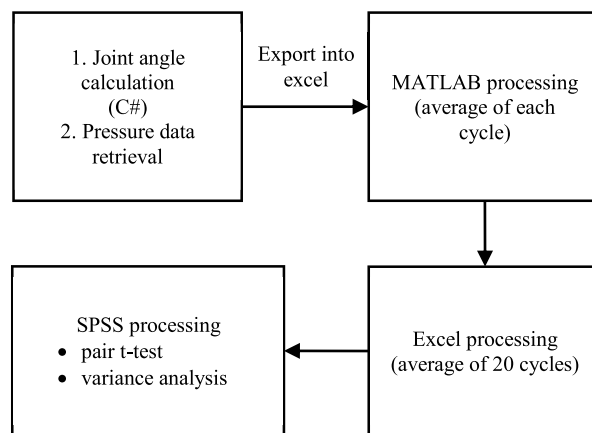 1. Joint angle
calculation
(C#)
2. Pressure data
retrieval
Export into
excel
MATLAB processing
(average of each
cycle)
Excel processing
(average of 20 cycles)
SPSS processing
• pair t-test
• variance analysis